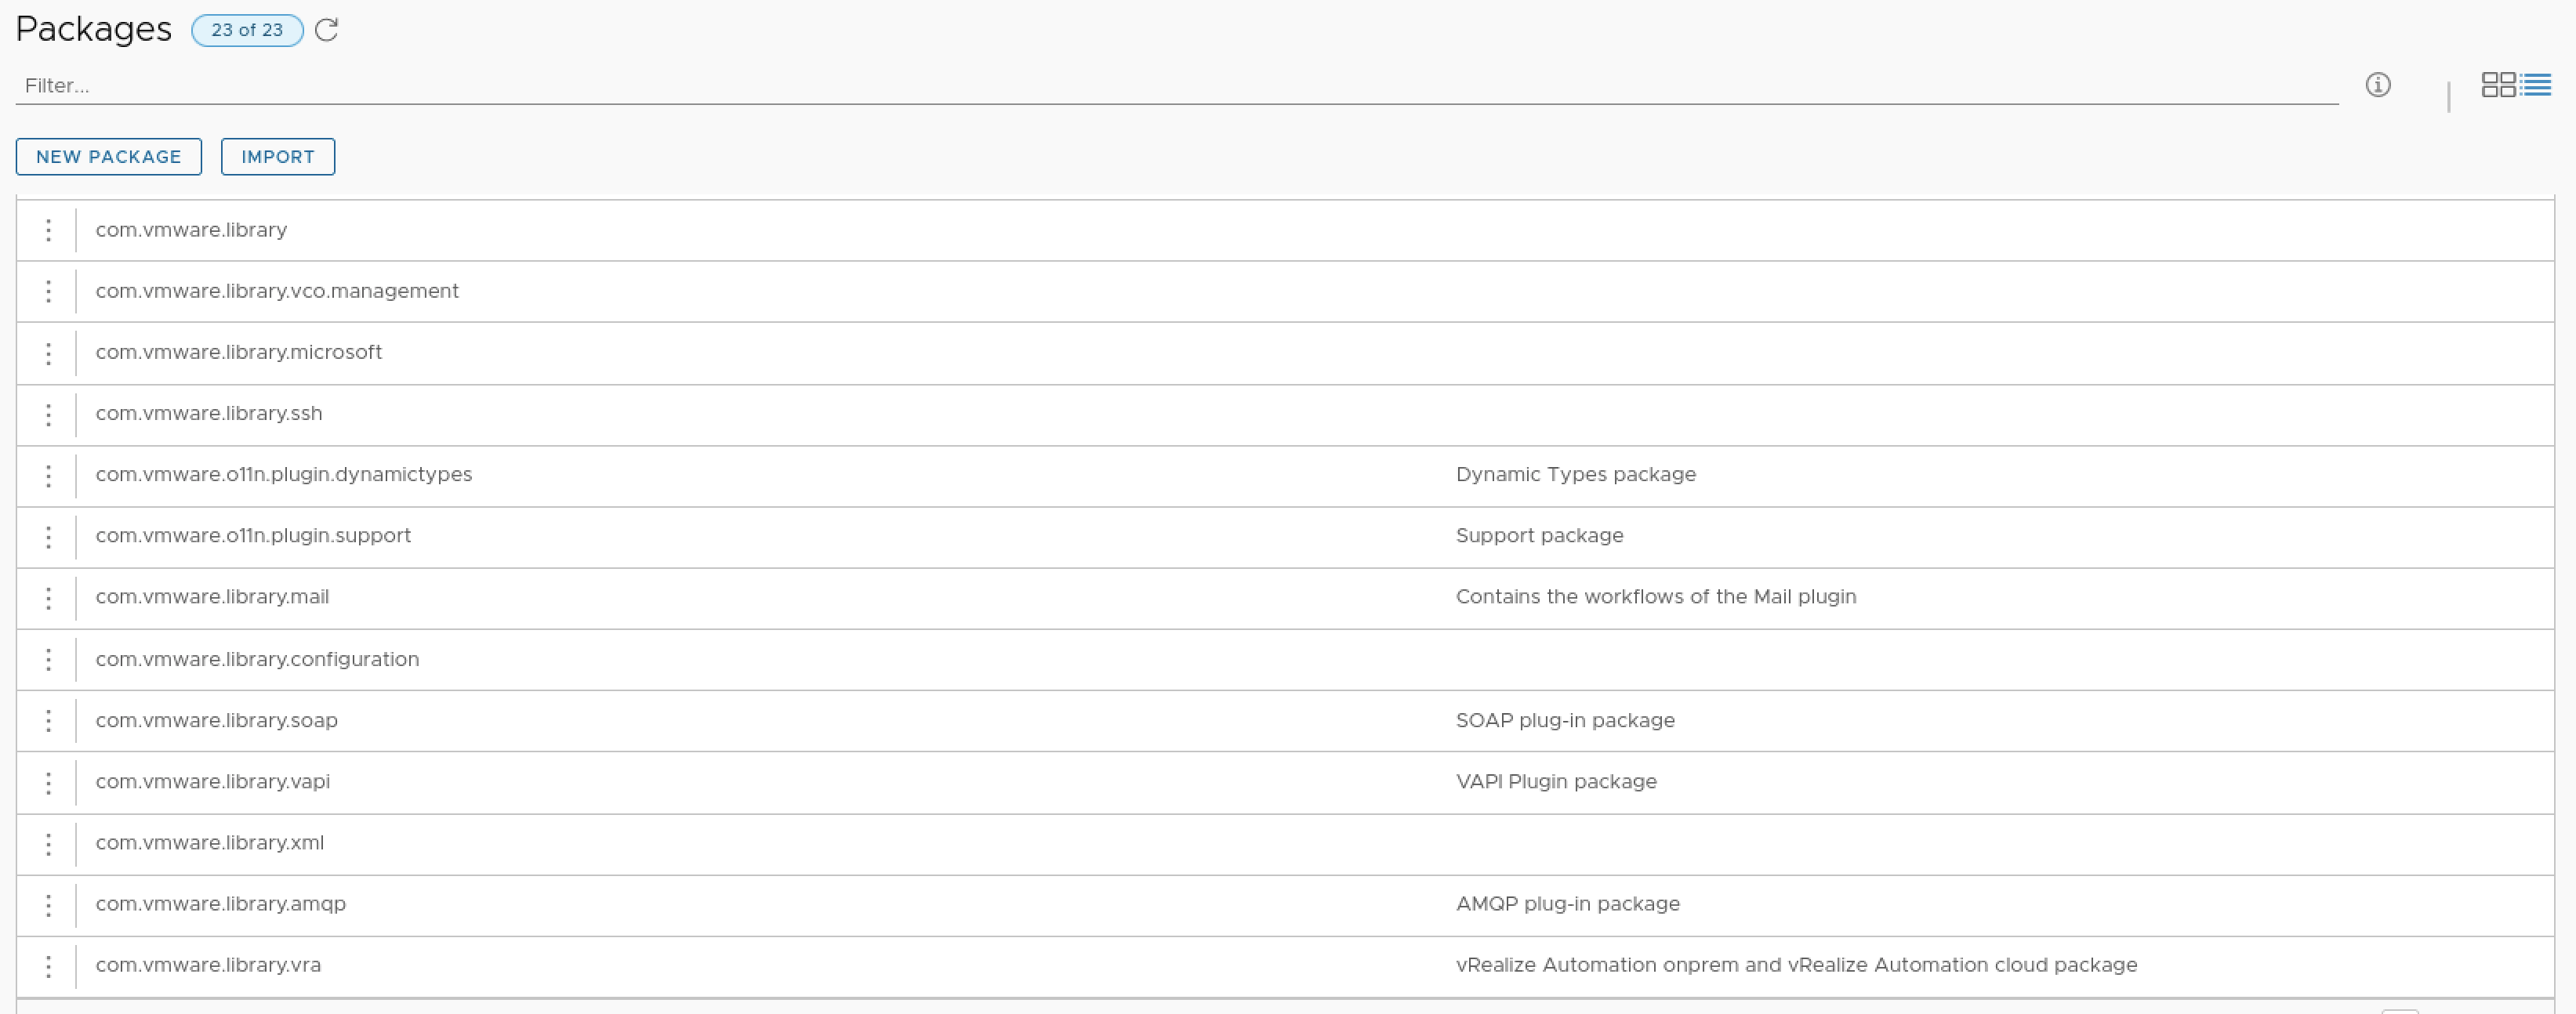 Packages 23 of 23
Filter...
NEW PACKAGE IMPORT
com.vmware.library
com.vmware.library.vco.management
com.vmware.library.microsoft
com.vmware.library.ssh
com.vmware.o11n.plugin.dynamictypes Dynamic Types package
com.vmware.o11n.plugin.support Support package
com.vmware.library.mail Contains the workflows of the Mail plugin
com.vmware.library.configuration
com.vmware.library.soap SOAP plug-in package
com.vmware.library.vapi VAPI Plugin package
com.vmware.library.xml
com.vmware.library.amqp AMQP plug-in package
com.vmware.library.vra vRealize Automation onprem and vRealize Automation cloud package